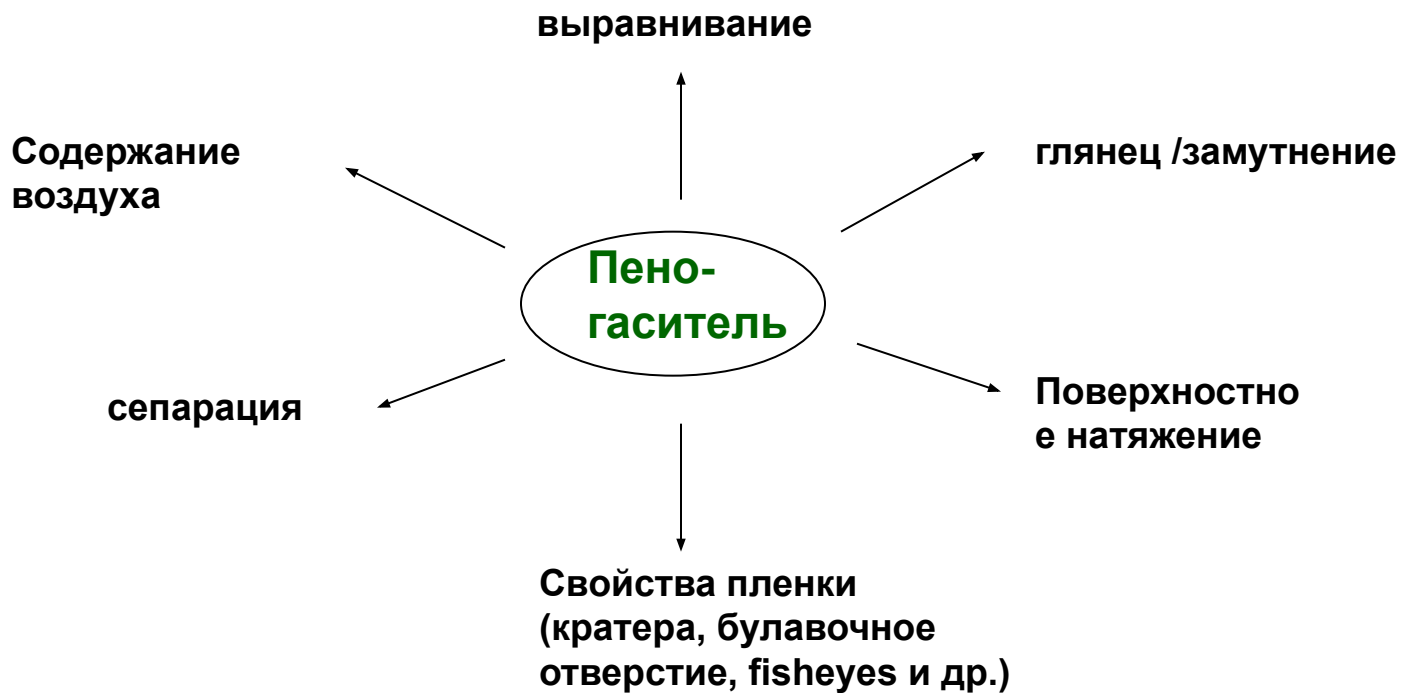 выравнивание
Содержание
воздуха
глянец /замутнение
Пено-
гаситель
сепарация
Поверхностно
е натяжение
Свойства пленки
(кратера, булавочное
отверстие, fisheyes и др.)